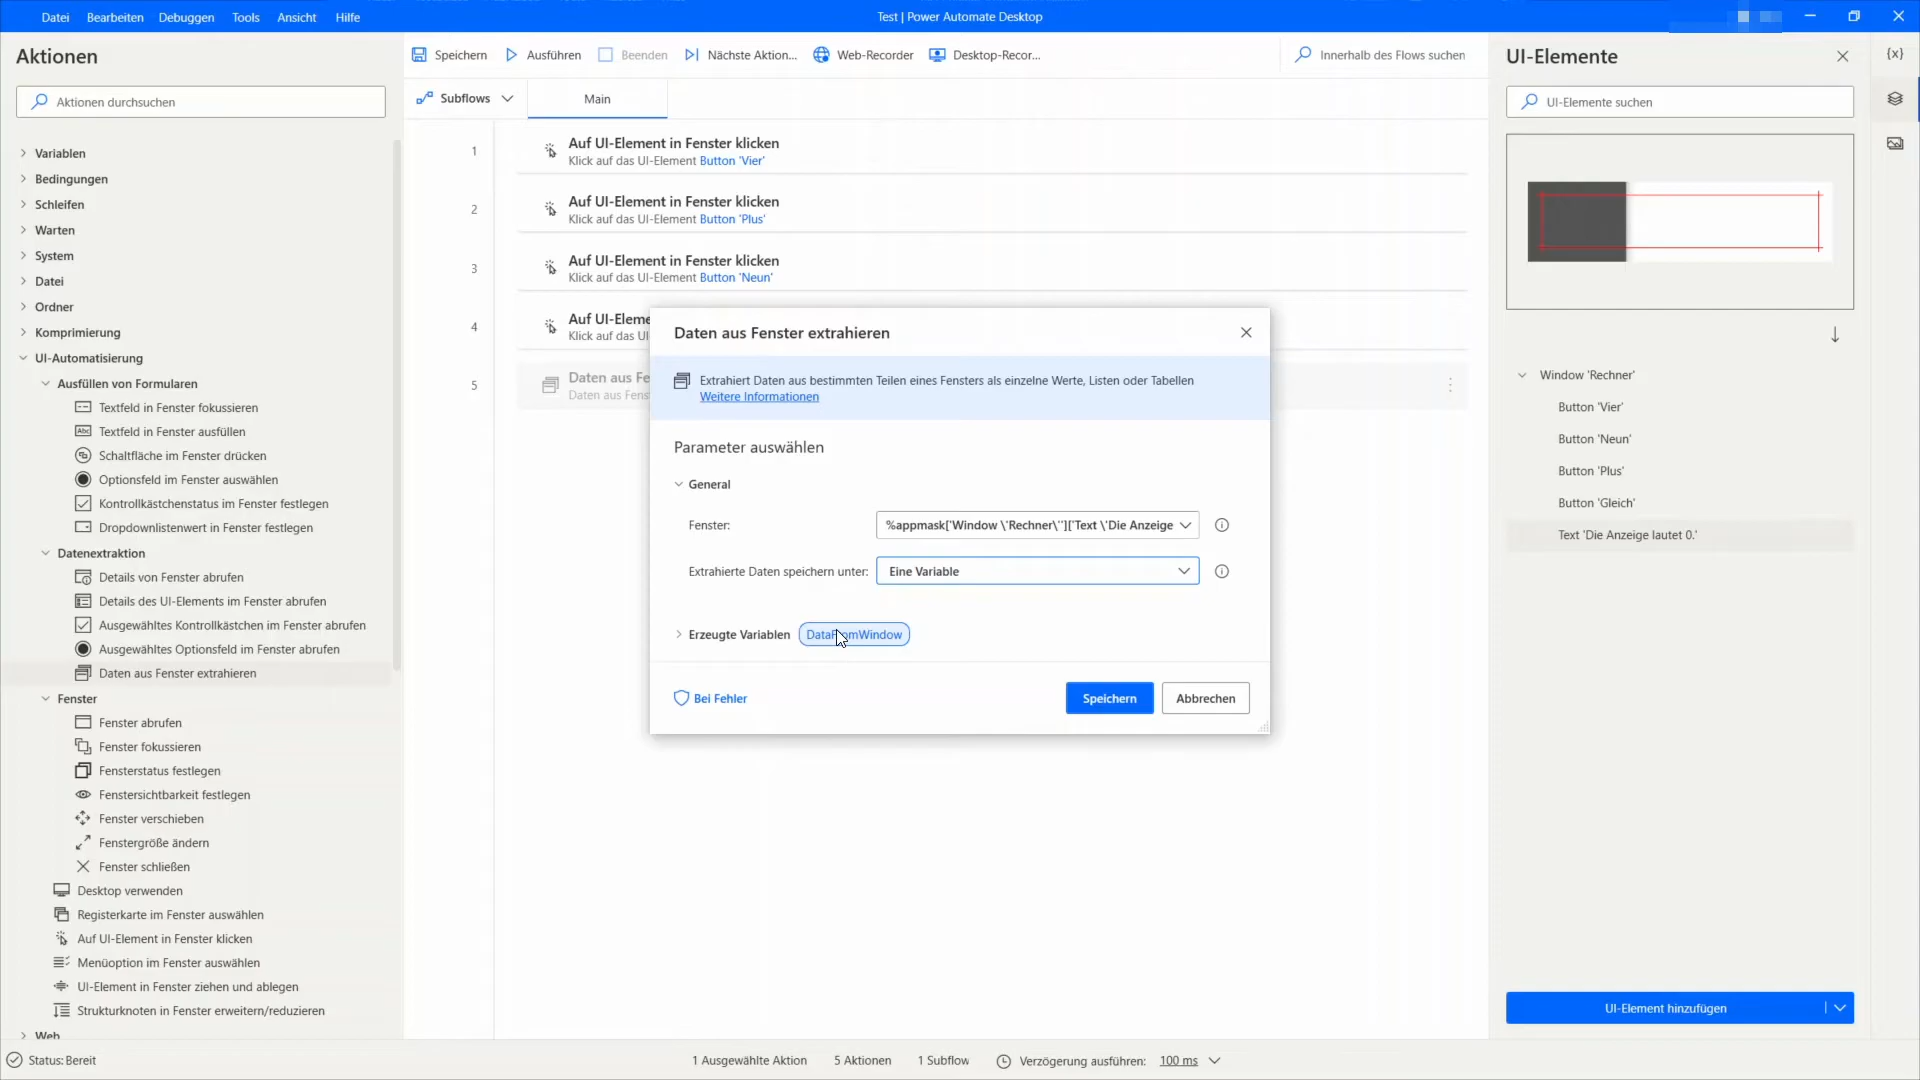 Datei Bearbeiten Debuggen Tools Ansicht Hilfe
Test | Power Automate Desktop
Aktionen
Aktionen durchsuchen
Variablen
Bedingungen
Schleifen
Warten
System
Datei
Ordner
Komprimierung
UI-Automatisierung
Ausfüllen von Formularen
Textfeld in Fenster fokussieren
Abc Textfeld in Fenster ausfüllen
Schaltfläche im Fenster drücken
Optionsfeld im Fenster auswählen
Kontrollkästchenstatus im Fenster festlegen
Dropdownlistenwert in Fenster festlegen
Datenextraktion
Details von Fenster abrufen
Details des UI-Elements im Fenster abrufen
Ausgewähltes Kontrollkästchen im Fenster abrufen
Ausgewähltes Optionsfeld im Fenster abrufen
Daten aus Fenster extrahieren
Fenster
Fenster abrufen
Fenster fokussieren
Fensterstatus festlegen
Fenstersichtbarkeit festlegen
Fenster verschieben
Fenstergröße ändern
Fenster schließen
Desktop verwenden
Registerkarte im Fenster auswählen
Auf UI-Element in Fenster klicken
Menüoption im Fenster auswählen
UI-Element in Fenster ziehen und ablegen
Strukturknoten in Fenster erweitern/reduzieren
Web
Speichern Ausführen Beenden Nächste Aktion... Web-Recorder Desktop-Recor... Innerhalb des Flows suchen
Subflows Main
1 Auf UI-Element in Fenster klicken
Klick auf das UI-Element Button 'Vier'
2 Auf UI-Element in Fenster klicken
Klick auf das UI-Element Button 'Plus'
3 Auf UI-Element in Fenster klicken
Klick auf das UI-Element Button 'Neun'
4 Auf UI-Eleme
Klick auf das UI
5 Daten aus Fe
Daten aus Fens
Daten aus Fenster extrahieren
Extrahiert Daten aus bestimmten Teilen eines Fensters als einzelne Werte, Listen oder Tabellen
Weitere Informationen
Parameter auswählen
General
Fenster: %appmask['Window \'Rechner\'']['Text \'Die Anzeige
Extrahierte Daten speichern unter: Eine Variable
Erzeugte Variablen DataFromWindow
Bei Fehler Speichern Abbrechen
UI-Elemente
UI-Elemente suchen
Window 'Rechner'
Button 'Vier'
Button 'Neun'
Button 'Plus'
Button 'Gleich'
Text 'Die Anzeige lautet 0.'
UI-Element hinzufügen
{x}
Status: Bereit 1 Ausgewählte Aktion 5 Aktionen 1 Subflow Verzögerung ausführen: 100 ms